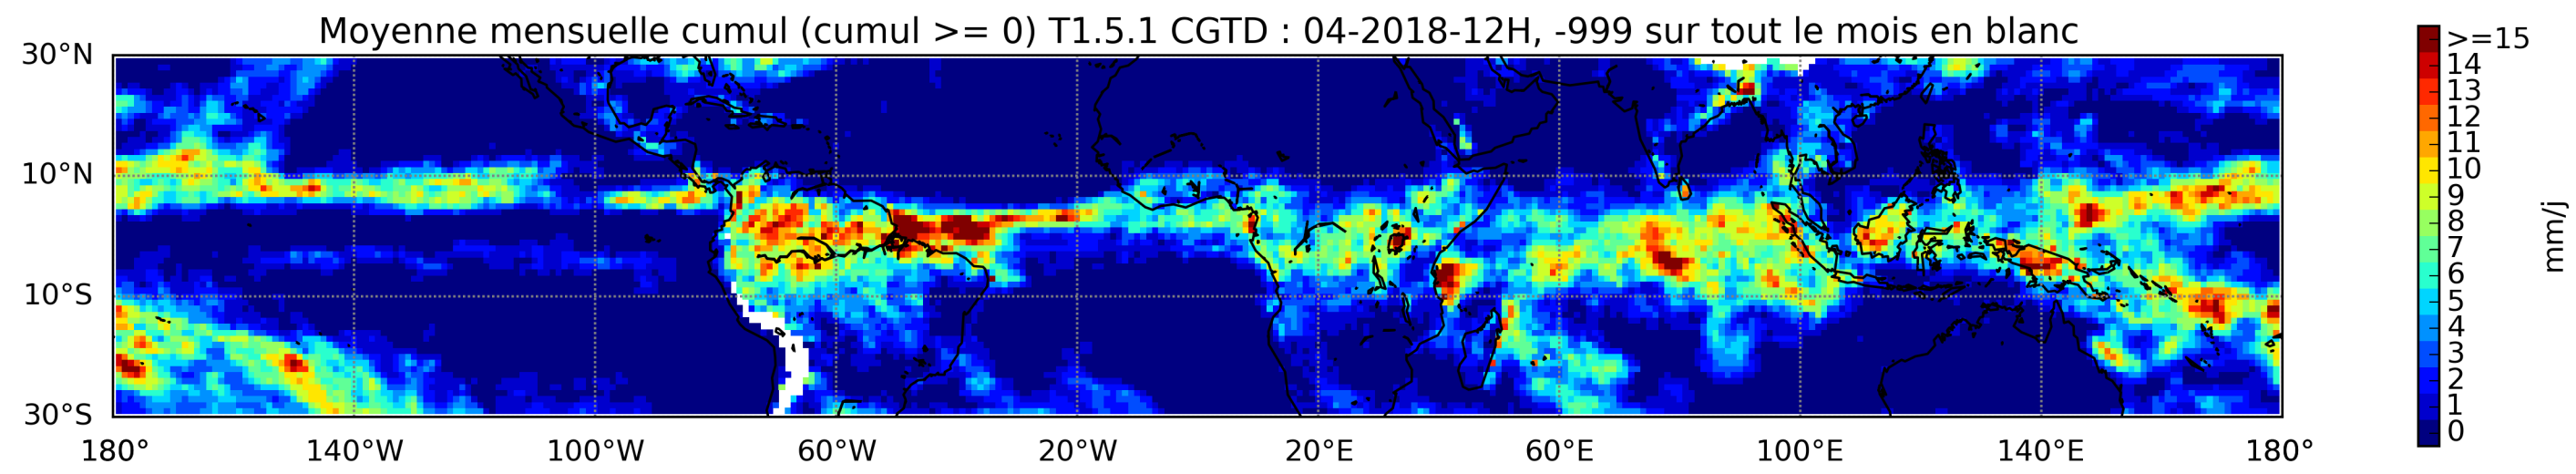 Moyenne mensuelle cumul (cumul >= 0) T1.5.1 CGTD : 04-2018-12H, -999 sur tout le mois en blanc
30°N
10°N
10°S
30°S
180° 140°W 100°W 60°W 20°W 20°E 60°E 100°E 140°E 180°
>=15
14
13
12
11
10
9
8
7
6
5
4
3
2
1
0
mm/j